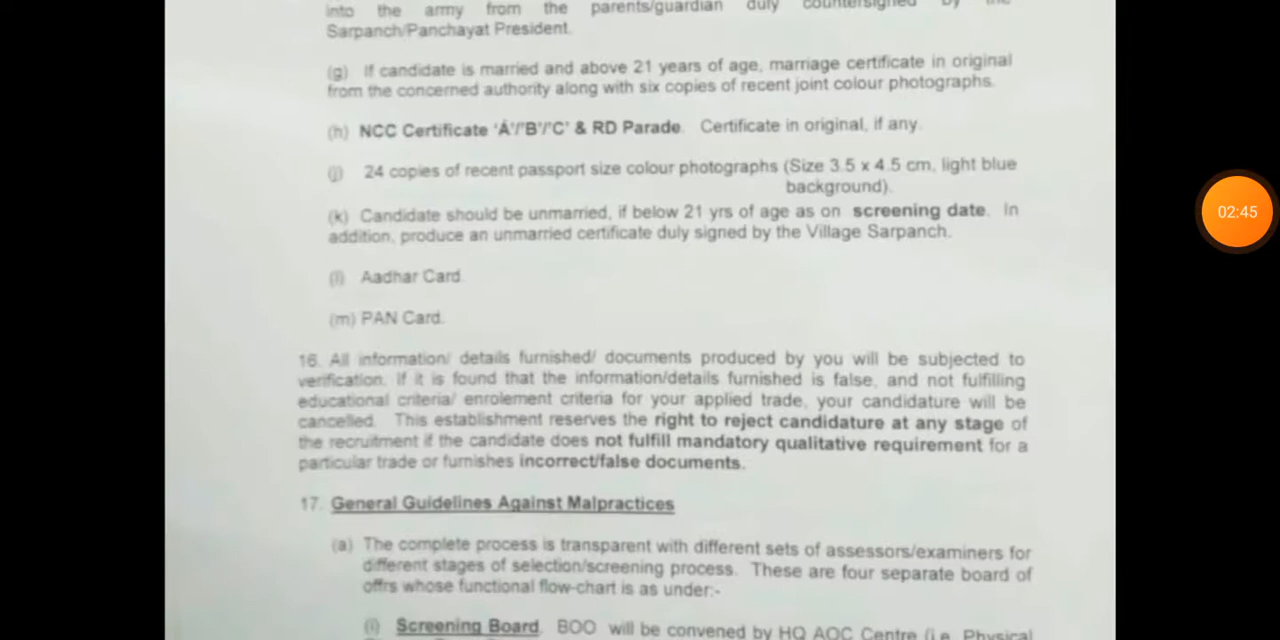 into the army from the parents/guardian duly countersigned by the
Sarpanch/Panchayat President.
(g) If candidate is married and above 21 years of age, marriage certificate in original
from the concerned authority along with six copies of recent joint colour photographs.
(h) NCC Certificate 'A'/'B'/'C' & RD Parade. Certificate in original, if any.
(j) 24 copies of recent passport size colour photographs (Size 3.5 x 4.5 cm, light blue
background).
(k) Candidate should be unmarried, if below 21 yrs of age as on screening date. In
addition, produce an unmarried certificate duly signed by the Village Sarpanch.
(l) Aadhar Card.
(m) PAN Card.
16. All information/ details furnished/ documents produced by you will be subjected to
verification. If it is found that the information/details furnished is false, and not fulfilling
educational criteria/ enrolement criteria for your applied trade, your candidature will be
cancelled. This establishment reserves the right to reject candidature at any stage of
the recruitment if the candidate does not fulfill mandatory qualitative requirement for a
particular trade or furnishes incorrect/false documents.
17. General Guidelines Against Malpractices
(a) The complete process is transparent with different sets of assessors/examiners for
different stages of selection/screening process. These are four separate board of
offrs whose functional flow-chart is as under:-
(i) Screening Board. BOO will be convened by HQ AOC Centre (i.e. Physical
02:45